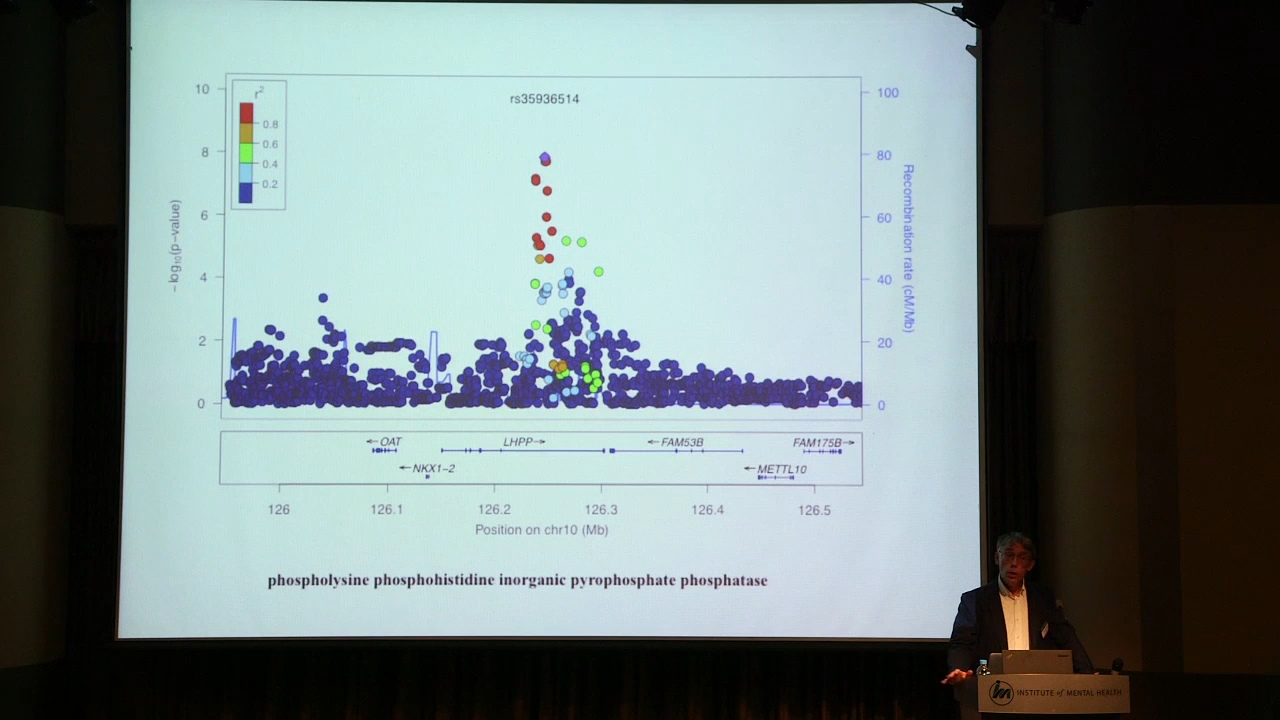 rs35936514
r2
0.8
0.6
0.4
0.2
10
8
6
4
2
0
−log10(p−value)
100
80
60
40
20
0
Recombination rate (cM/Mb)
←OAT
LHPP→
←FAM53B
FAM175B→
←NKX1−2
←METTL10
126
126.1
126.2
126.3
126.4
126.5
Position on chr10 (Mb)
phospholysine phosphohistidine inorganic pyrophosphate phosphatase
im INSTITUTE of MENTAL HEALTH